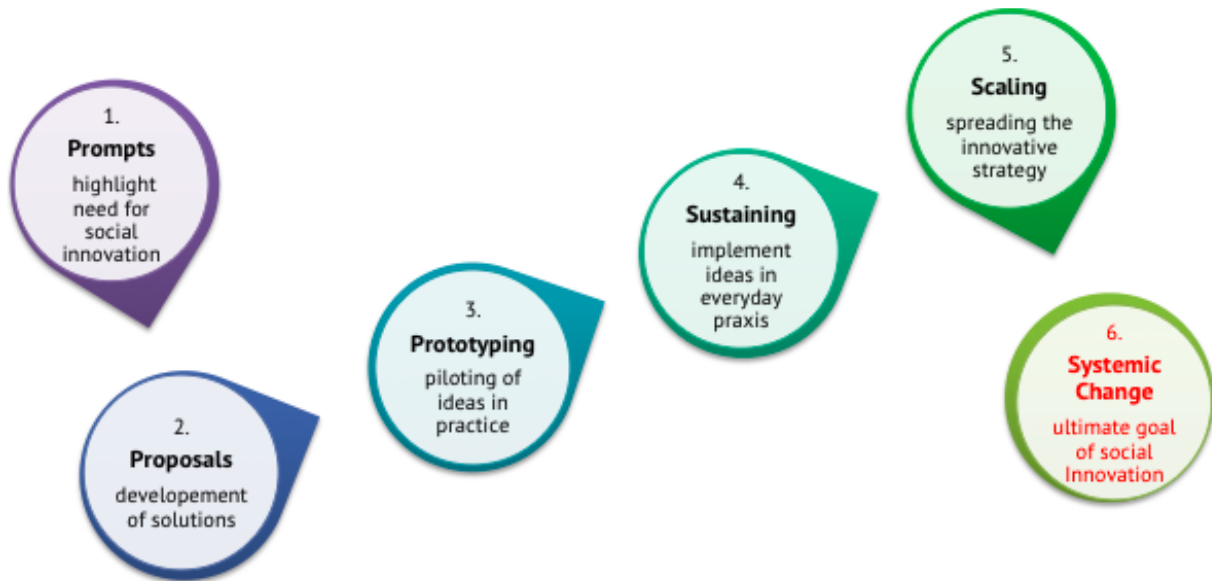 1.
Prompts
highlight
need for
social
innovation
2.
Proposals
developement
of solutions
3.
Prototyping
piloting of
ideas in
practice
4.
Sustaining
implement
ideas in
everyday
praxis
5.
Scaling
spreading the
innovative
strategy
6.
Systemic
Change
ultimate goal
of social
Innovation